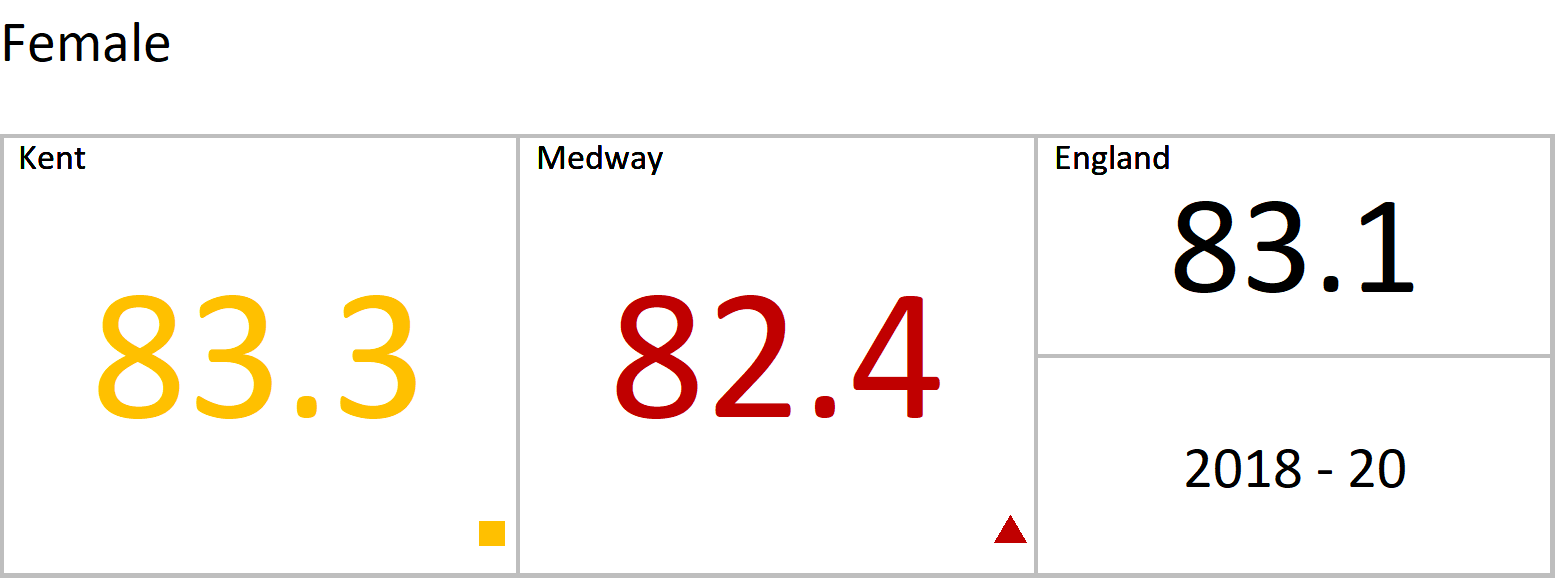 Female
Kent
83.3
Medway
82.4
England
83.1
2018 - 20